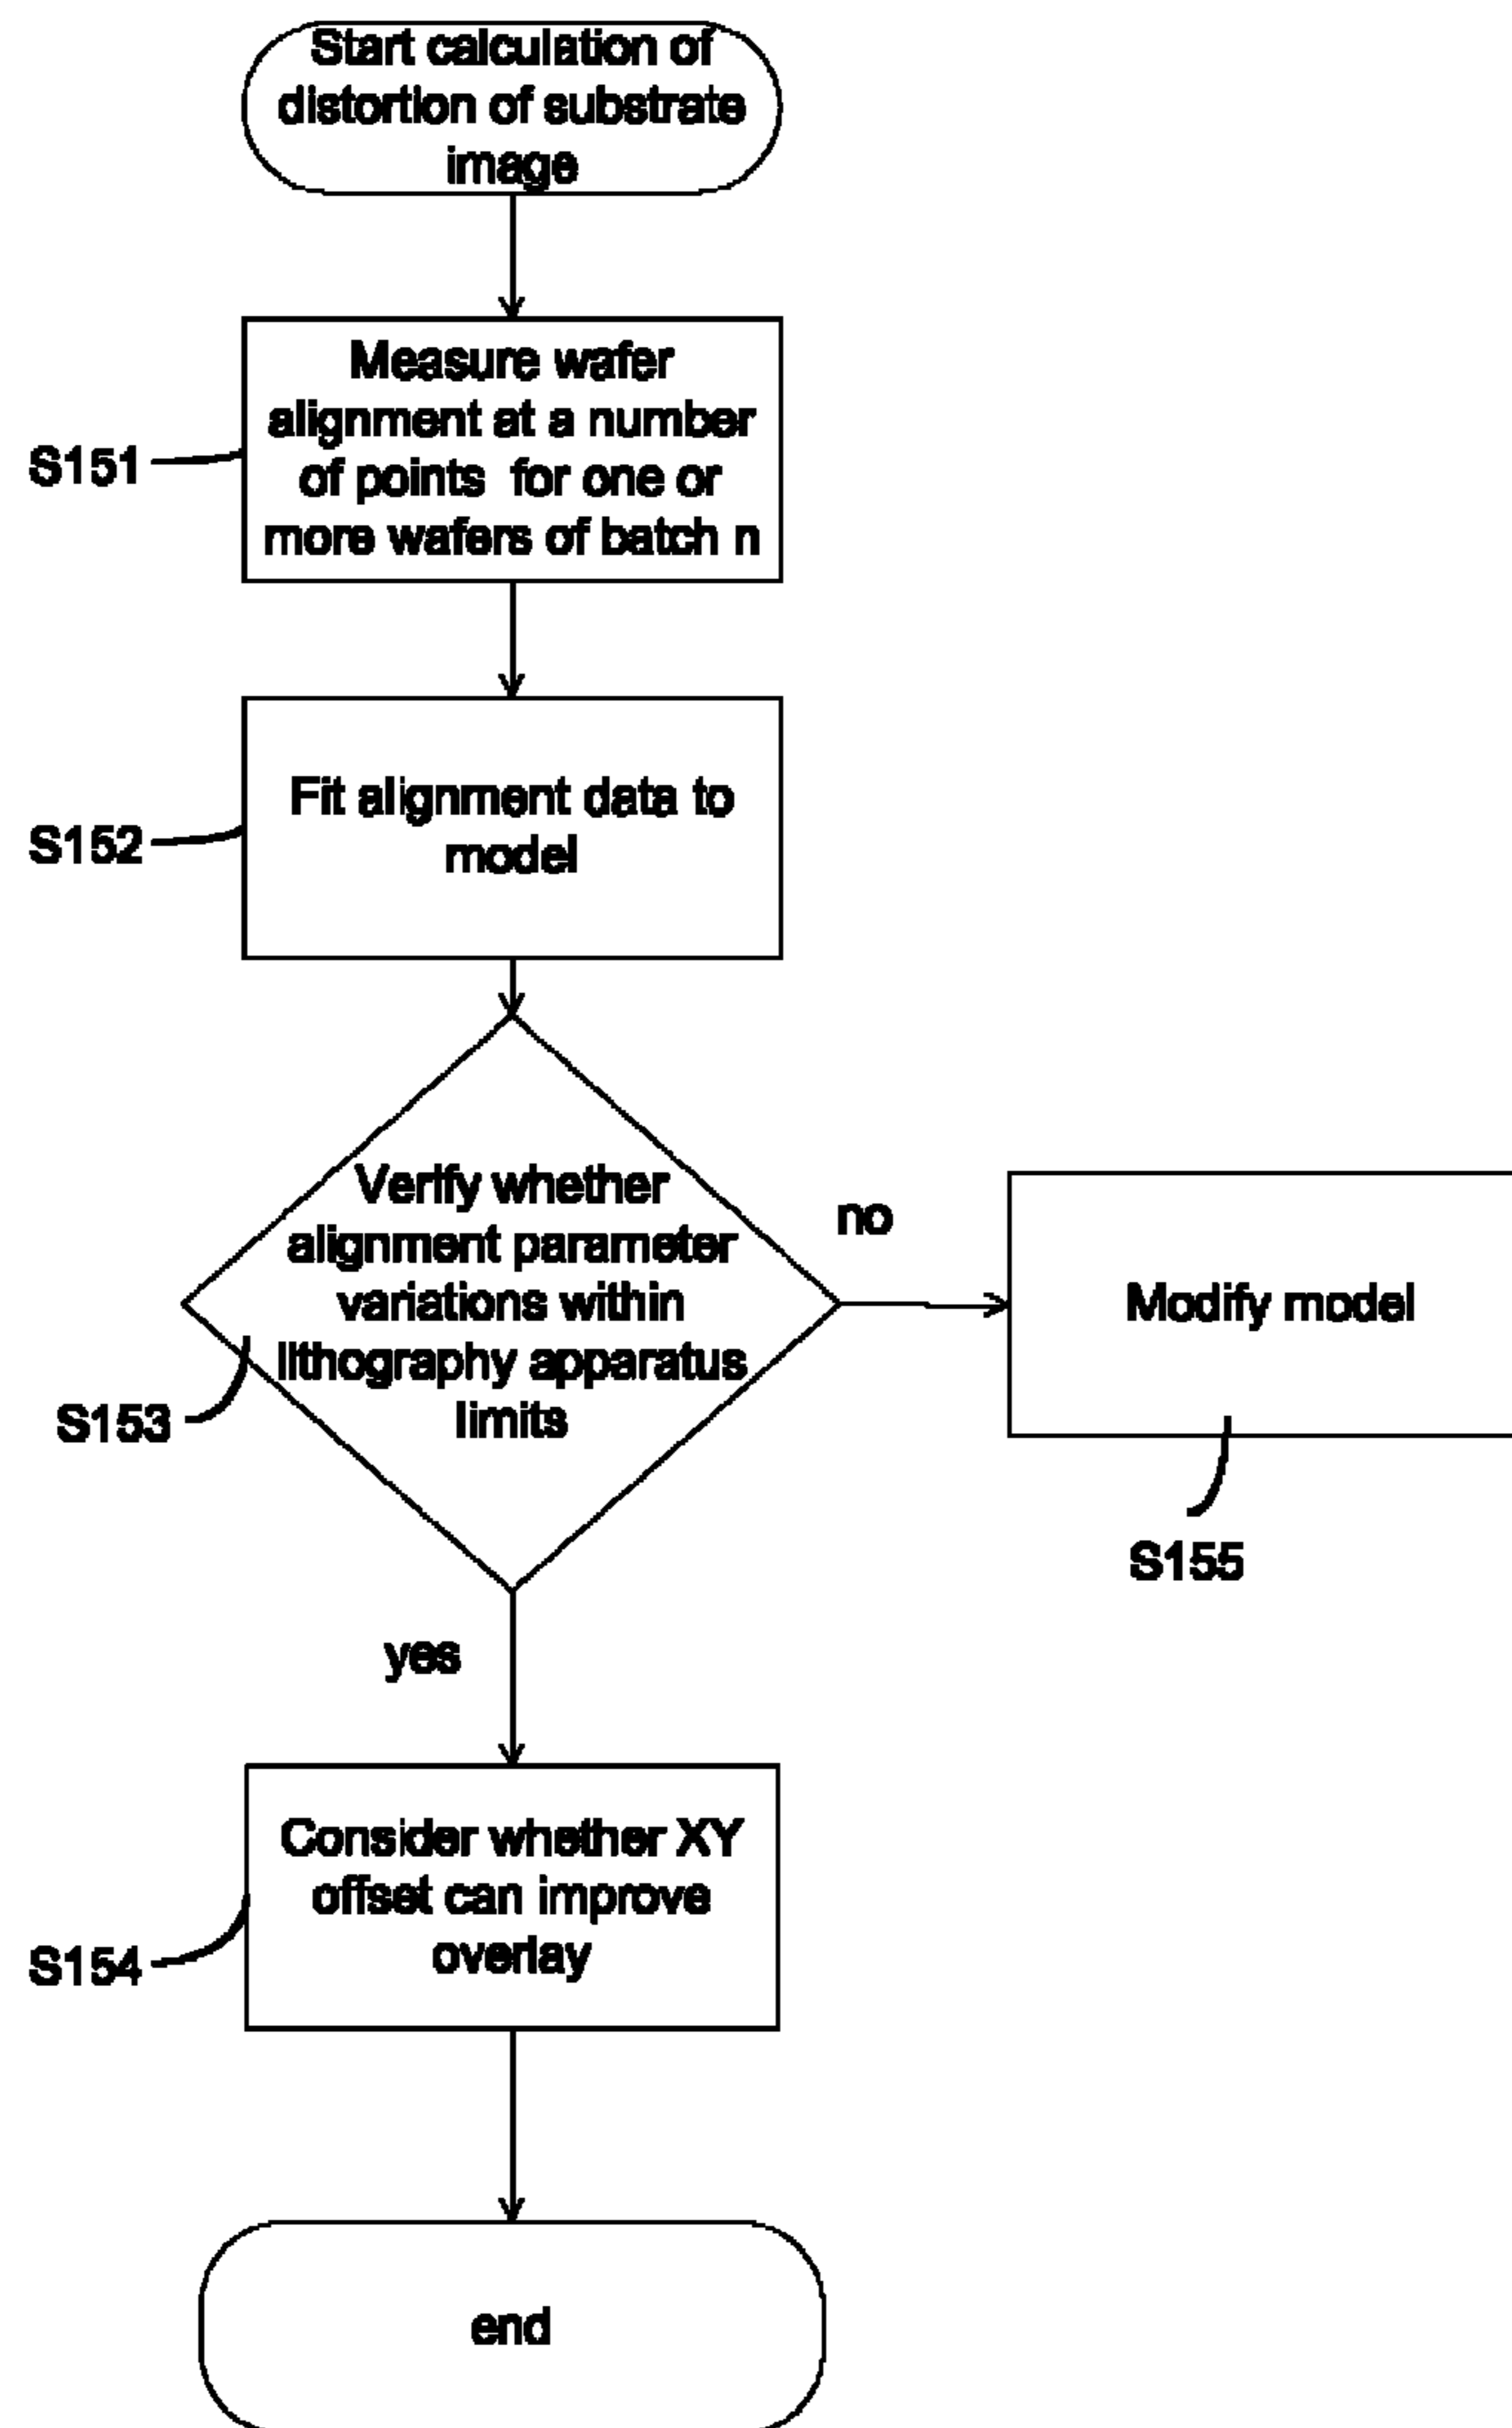 Start calculation of
distortion of substrate
image
Measure wafer
alignment at a number
of points for one or
more wafers of batch n
S151
Fit alignment data to
model
S152
Verify whether
alignment parameter
variations within
lithography apparatus
limits
S153
no
Modify model
S155
yes
Consider whether XY
offset can improve
overlay
S154
end